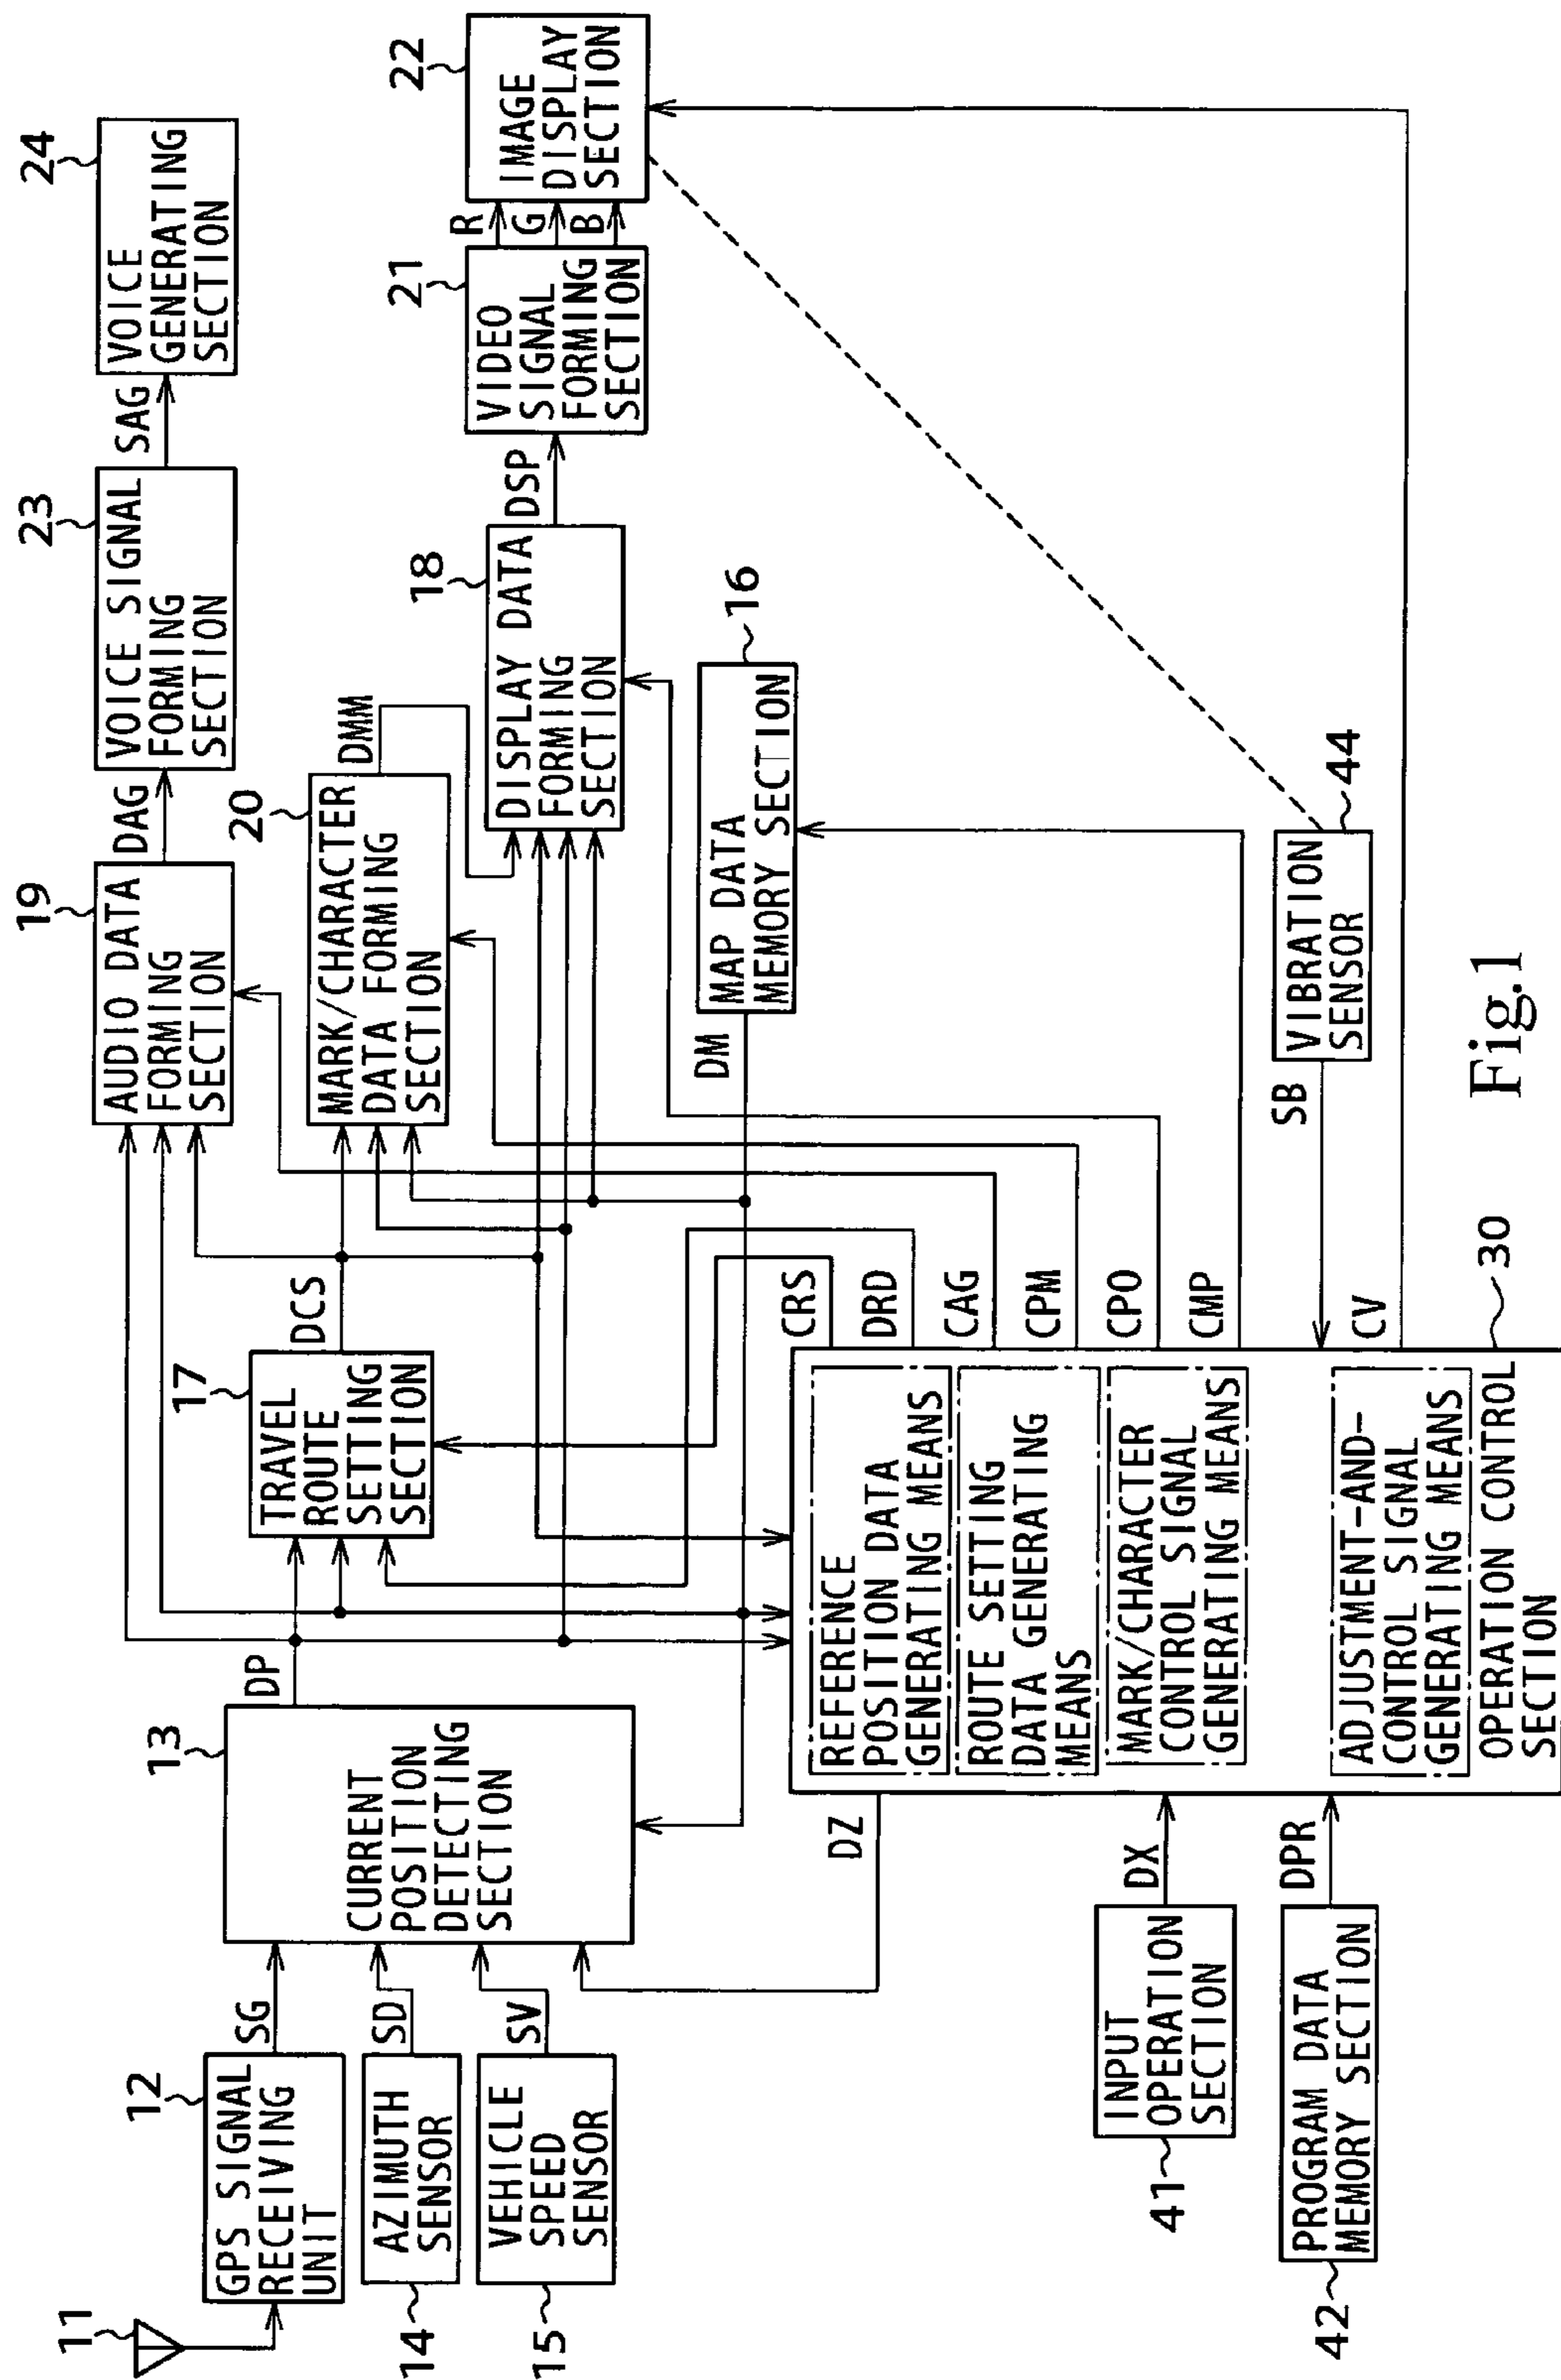 11
12
GPS SIGNAL
RECEIVING
UNIT
SG
14
AZIMUTH
SENSOR
SD
15
VEHICLE
SPEED
SENSOR
SV
13
CURRENT
POSITION
DETECTING
SECTION
DP
DZ
17
TRAVEL
ROUTE
SETTING
SECTION
DCS
19
AUDIO DATA
FORMING
SECTION
DAG
23
VOICE SIGNAL
FORMING
SECTION
SAG
24
VOICE
GENERATING
SECTION
20
MARK/CHARACTER
DATA FORMING
SECTION
DMM
18
DISPLAY DATA
FORMING
SECTION
DSP
21
VIDEO
SIGNAL
FORMING
SECTION
R
G
B
22
IMAGE
DISPLAY
SECTION
16
MAP DATA
MEMORY SECTION
DM
41
INPUT
OPERATION
SECTION
DX
42
PROGRAM DATA
MEMORY SECTION
DPR
REFERENCE
POSITION DATA
GENERATING MEANS
ROUTE SETTING
DATA GENERATING
MEANS
MARK/CHARACTER
CONTROL SIGNAL
GENERATING MEANS
ADJUSTMENT-AND-
CONTROL SIGNAL
GENERATING MEANS
OPERATION CONTROL
SECTION
30
CRS
DRD
CAG
CPM
CPO
CMP
SB
CV
44
VIBRATION
SENSOR
Fig.1